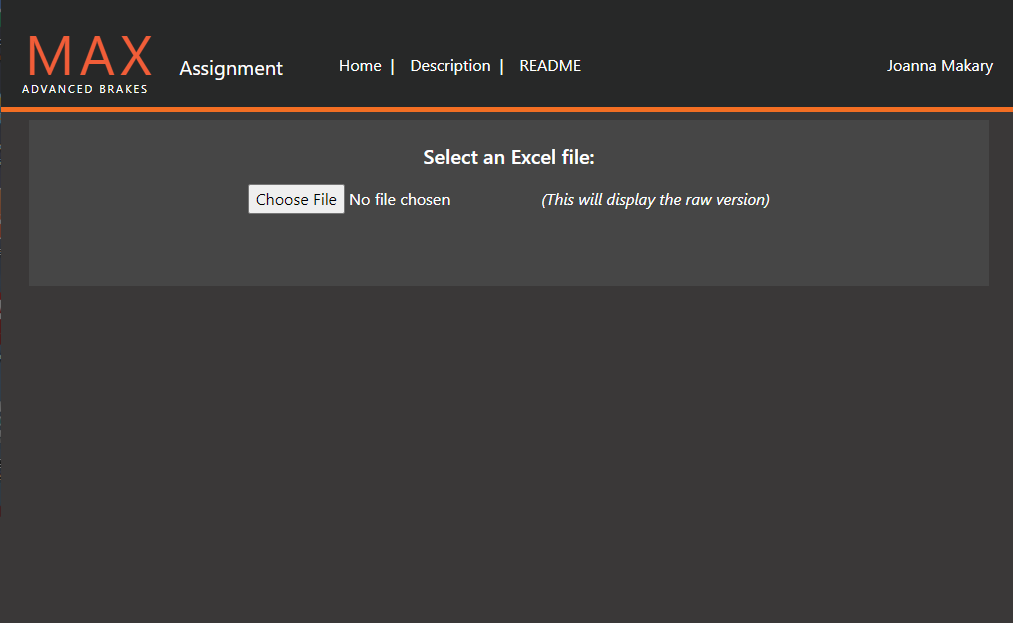 MAX
ADVANCED BRAKES
Assignment
Home | Description | README
Joanna Makary
Select an Excel file:
Choose File No file chosen
(This will display the raw version)